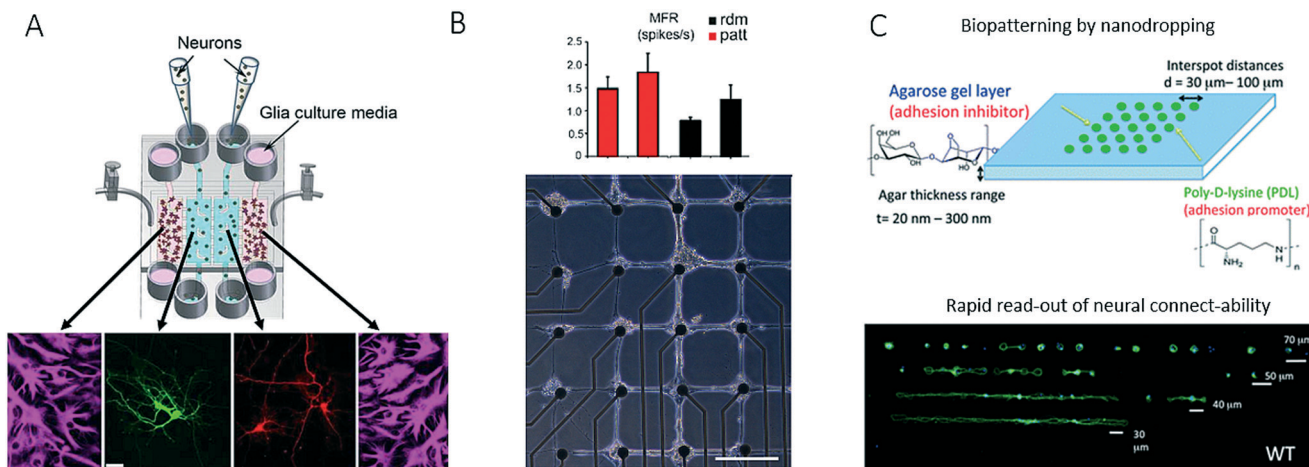 A
Neurons
Glia culture media
B
MFR
(spikes/s)
rdm
patt
2.5
2.0
1.5
1.0
0.5
0
C
Biopatterning by nanodropping
Interspot distances
d = 30 µm– 100 µm
Agarose gel layer
(adhesion inhibitor)
Agar thickness range
t= 20 nm – 300 nm
Poly-D-lysine (PDL)
(adhesion promoter)
O
H
N
H
NH₂
n
Rapid read-out of neural connect-ability
70 µm
50 µm
40 µm
30
µm
WT